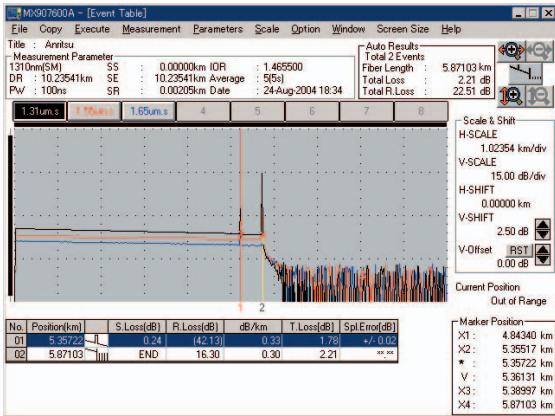 MX907600A - [Event Table]
File Copy Execute Measurement Parameters Scale Option Window Screen Size Help
Title : Anritsu
Measurement Parameter
1310nm(SM) SS : 0.00000km IOR : 1.465500
DR : 10.23541km SE : 10.23541km Average : 5(5s)
PW : 100ns SR : 0.00205km Date : 24-Aug-2004 18:34
Auto Results
Total 2 Events
Fiber Length : 5.87103 km
Total Loss : 2.21 dB
Total R.Loss : 22.51 dB
1.31um.s 1.65um.s 4 5 6 7 8
Scale & Shift
H-SCALE
1.02354 km/div
V-SCALE
15.00 dB/div
H-SHIFT
0.00000 km
V-SHIFT
2.50 dB
V-Offset RST
0.00 dB
Current Position
Out of Range
1 2
No. Position[km] S.Loss[dB] R.Loss[dB] dB/km T.Loss[dB] Spl.Error[dB]
01 5.35722 0.24 (42.13) 0.33 1.78 +/- 0.02
02 5.87103 END 16.30 0.30 2.21 **.**
Marker Position
X1 : 4.84340 km
X2 : 5.35517 km
* : 5.35722 km
V : 5.36131 km
X3 : 5.38997 km
X4 : 5.87103 km